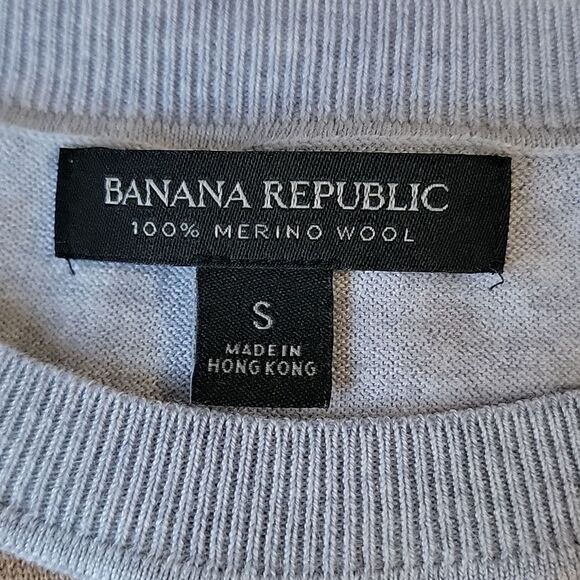 BANANA REPUBLIC
100% MERINO WOOL
S
MADE IN
HONG KONG